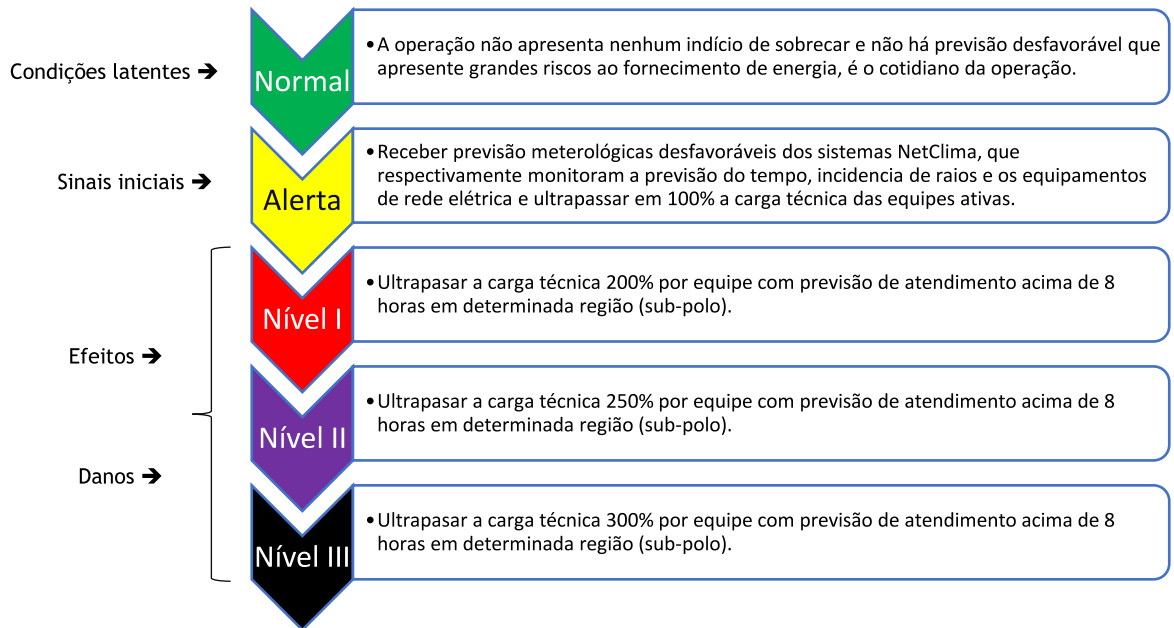 Condições latentes ➔
Normal
•A operação não apresenta nenhum indício de sobrecar e não há previsão desfavorável que
apresente grandes riscos ao fornecimento de energia, é o cotidiano da operação.
Sinais iniciais ➔
Alerta
•Receber previsão meterológicas desfavoráveis dos sistemas NetClima, que
respectivamente monitoram a previsão do tempo, incidencia de raios e os equipamentos
de rede elétrica e ultrapassar em 100% a carga técnica das equipes ativas.
Efeitos ➔
Nível I
•Ultrapasar a carga técnica 200% por equipe com previsão de atendimento acima de 8
horas em determinada região (sub-polo).
Nível II
•Ultrapasar a carga técnica 250% por equipe com previsão de atendimento acima de 8
horas em determinada região (sub-polo).
Danos ➔
Nível III
•Ultrapasar a carga técnica 300% por equipe com previsão de atendimento acima de 8
horas em determinada região (sub-polo).